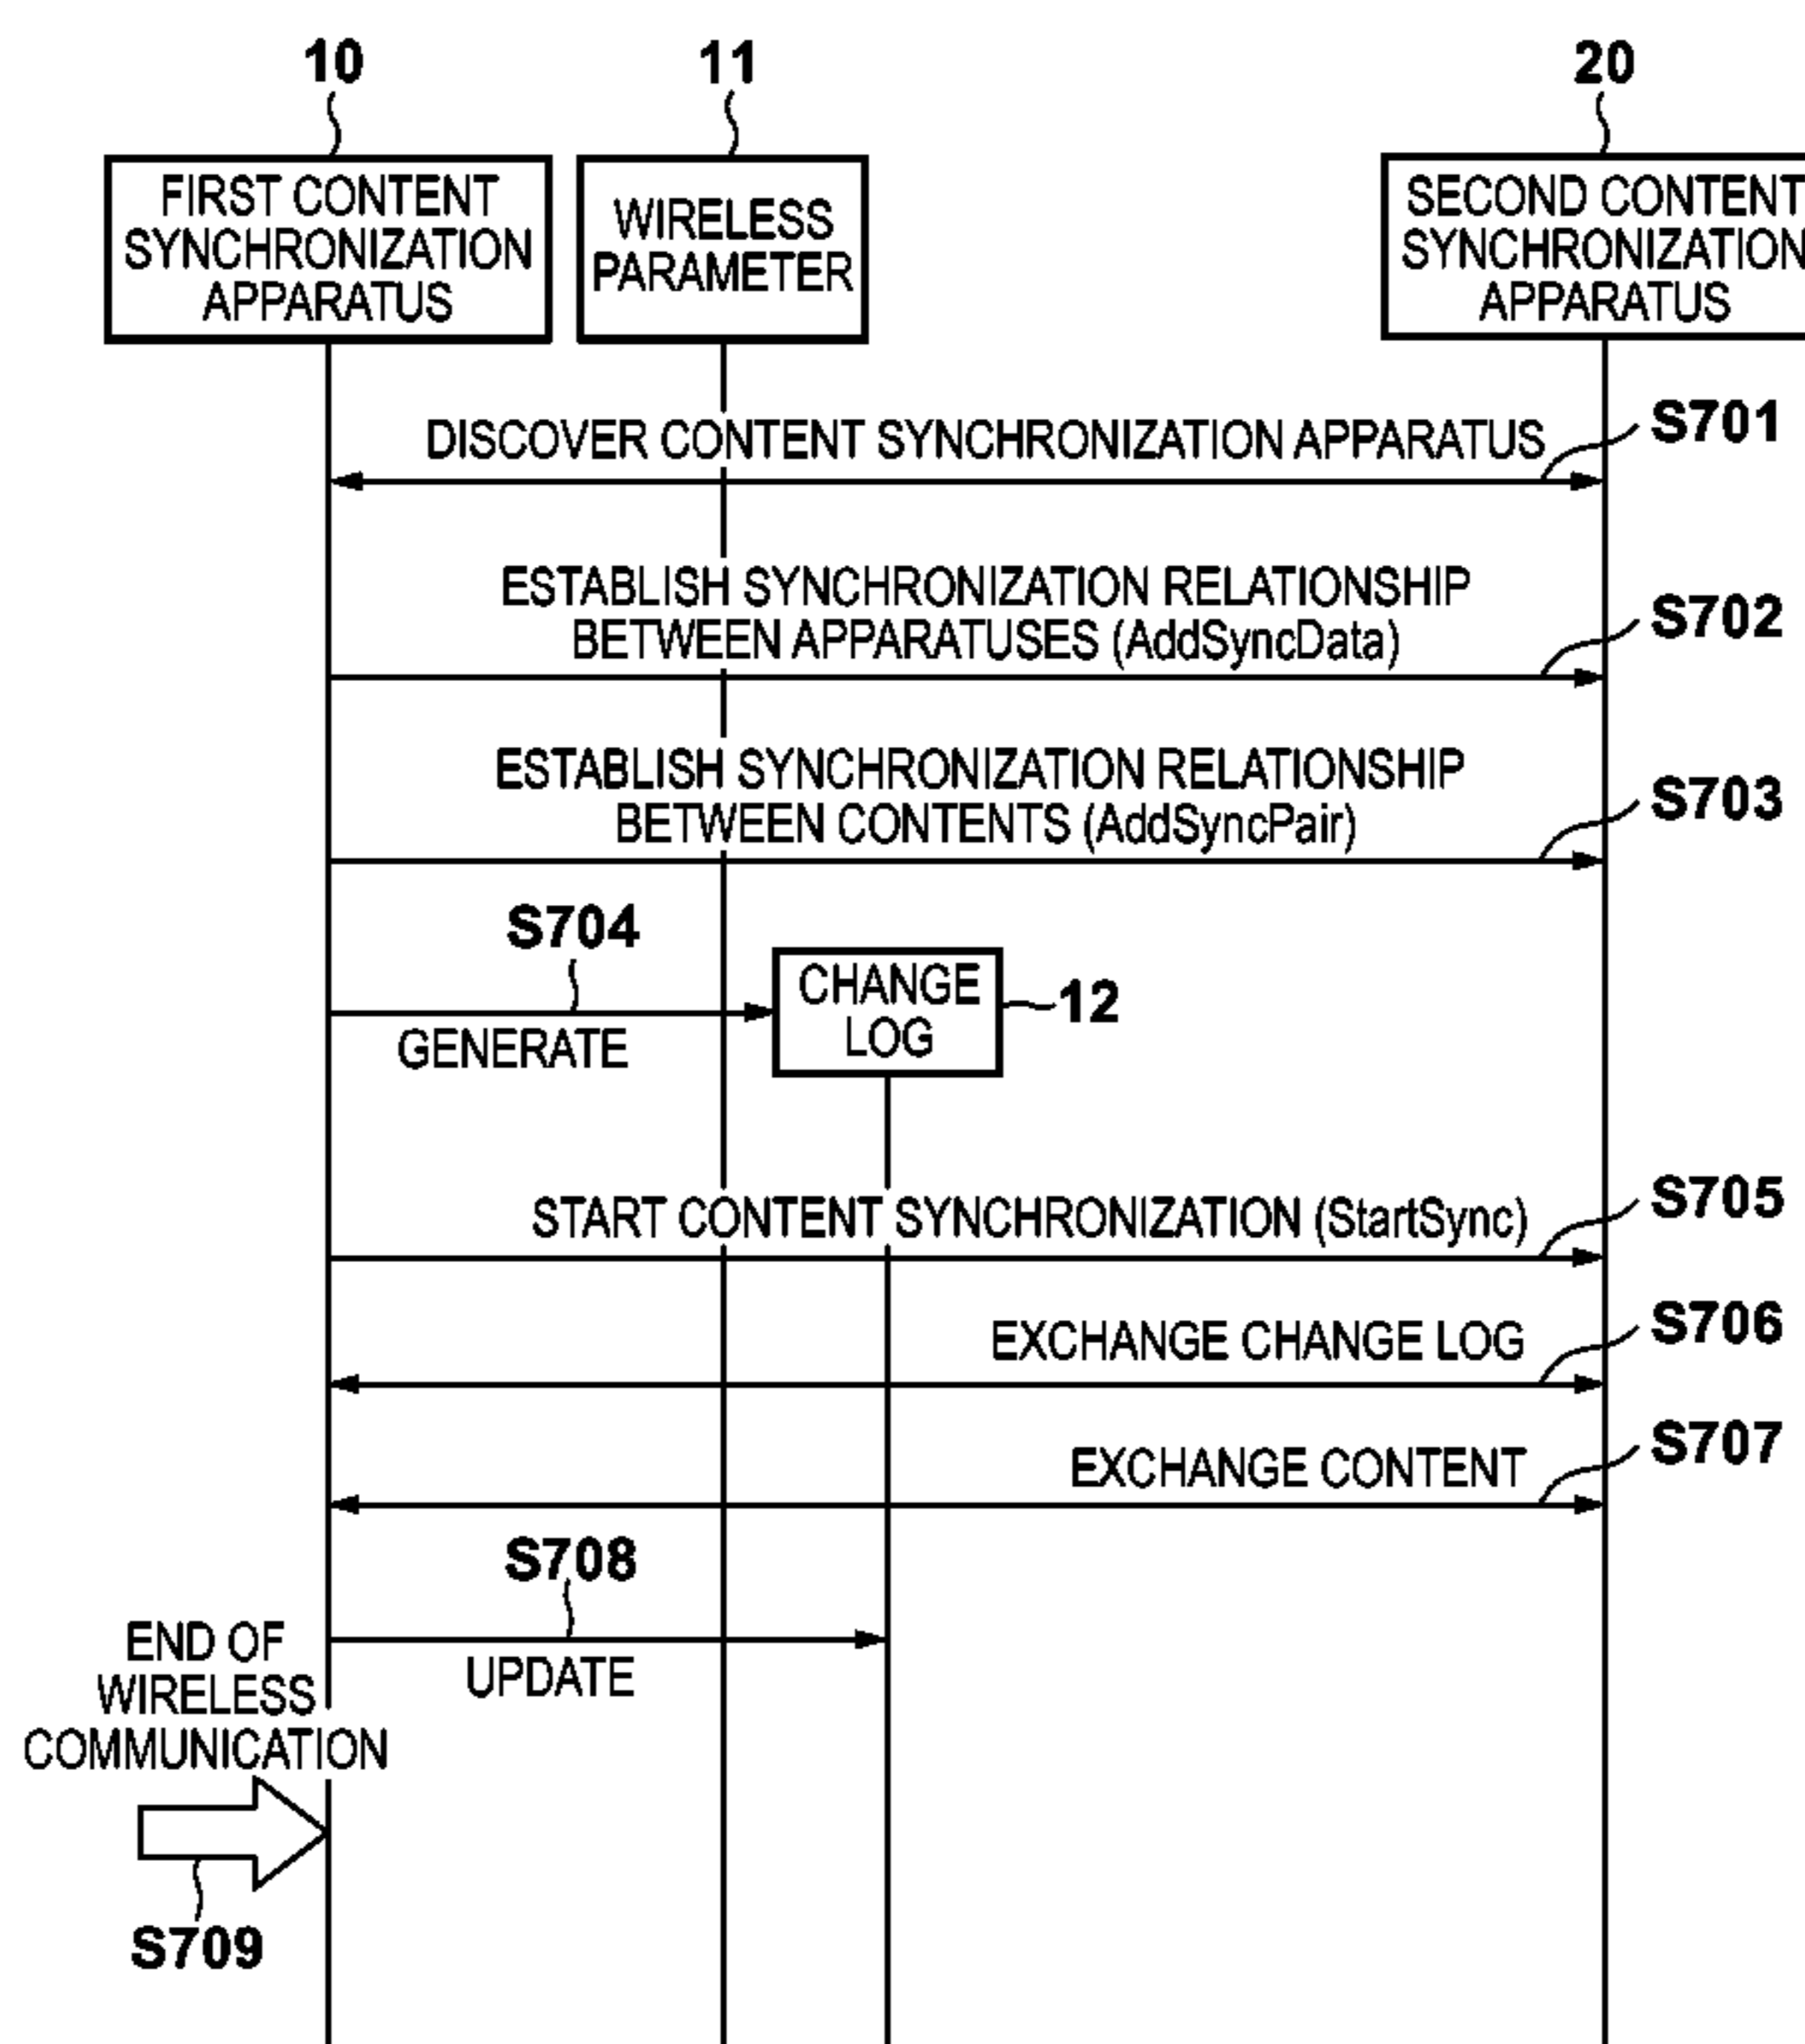 10
11
20
FIRST CONTENT
SYNCHRONIZATION
APPARATUS
WIRELESS
PARAMETER
SECOND CONTENT
SYNCHRONIZATION
APPARATUS
DISCOVER CONTENT SYNCHRONIZATION APPARATUS
S701
ESTABLISH SYNCHRONIZATION RELATIONSHIP
BETWEEN APPARATUSES (AddSyncData)
S702
ESTABLISH SYNCHRONIZATION RELATIONSHIP
BETWEEN CONTENTS (AddSyncPair)
S703
S704
GENERATE
CHANGE
LOG
12
START CONTENT SYNCHRONIZATION (StartSync)
S705
EXCHANGE CHANGE LOG
S706
EXCHANGE CONTENT
S707
S708
UPDATE
END OF
WIRELESS
COMMUNICATION
S709